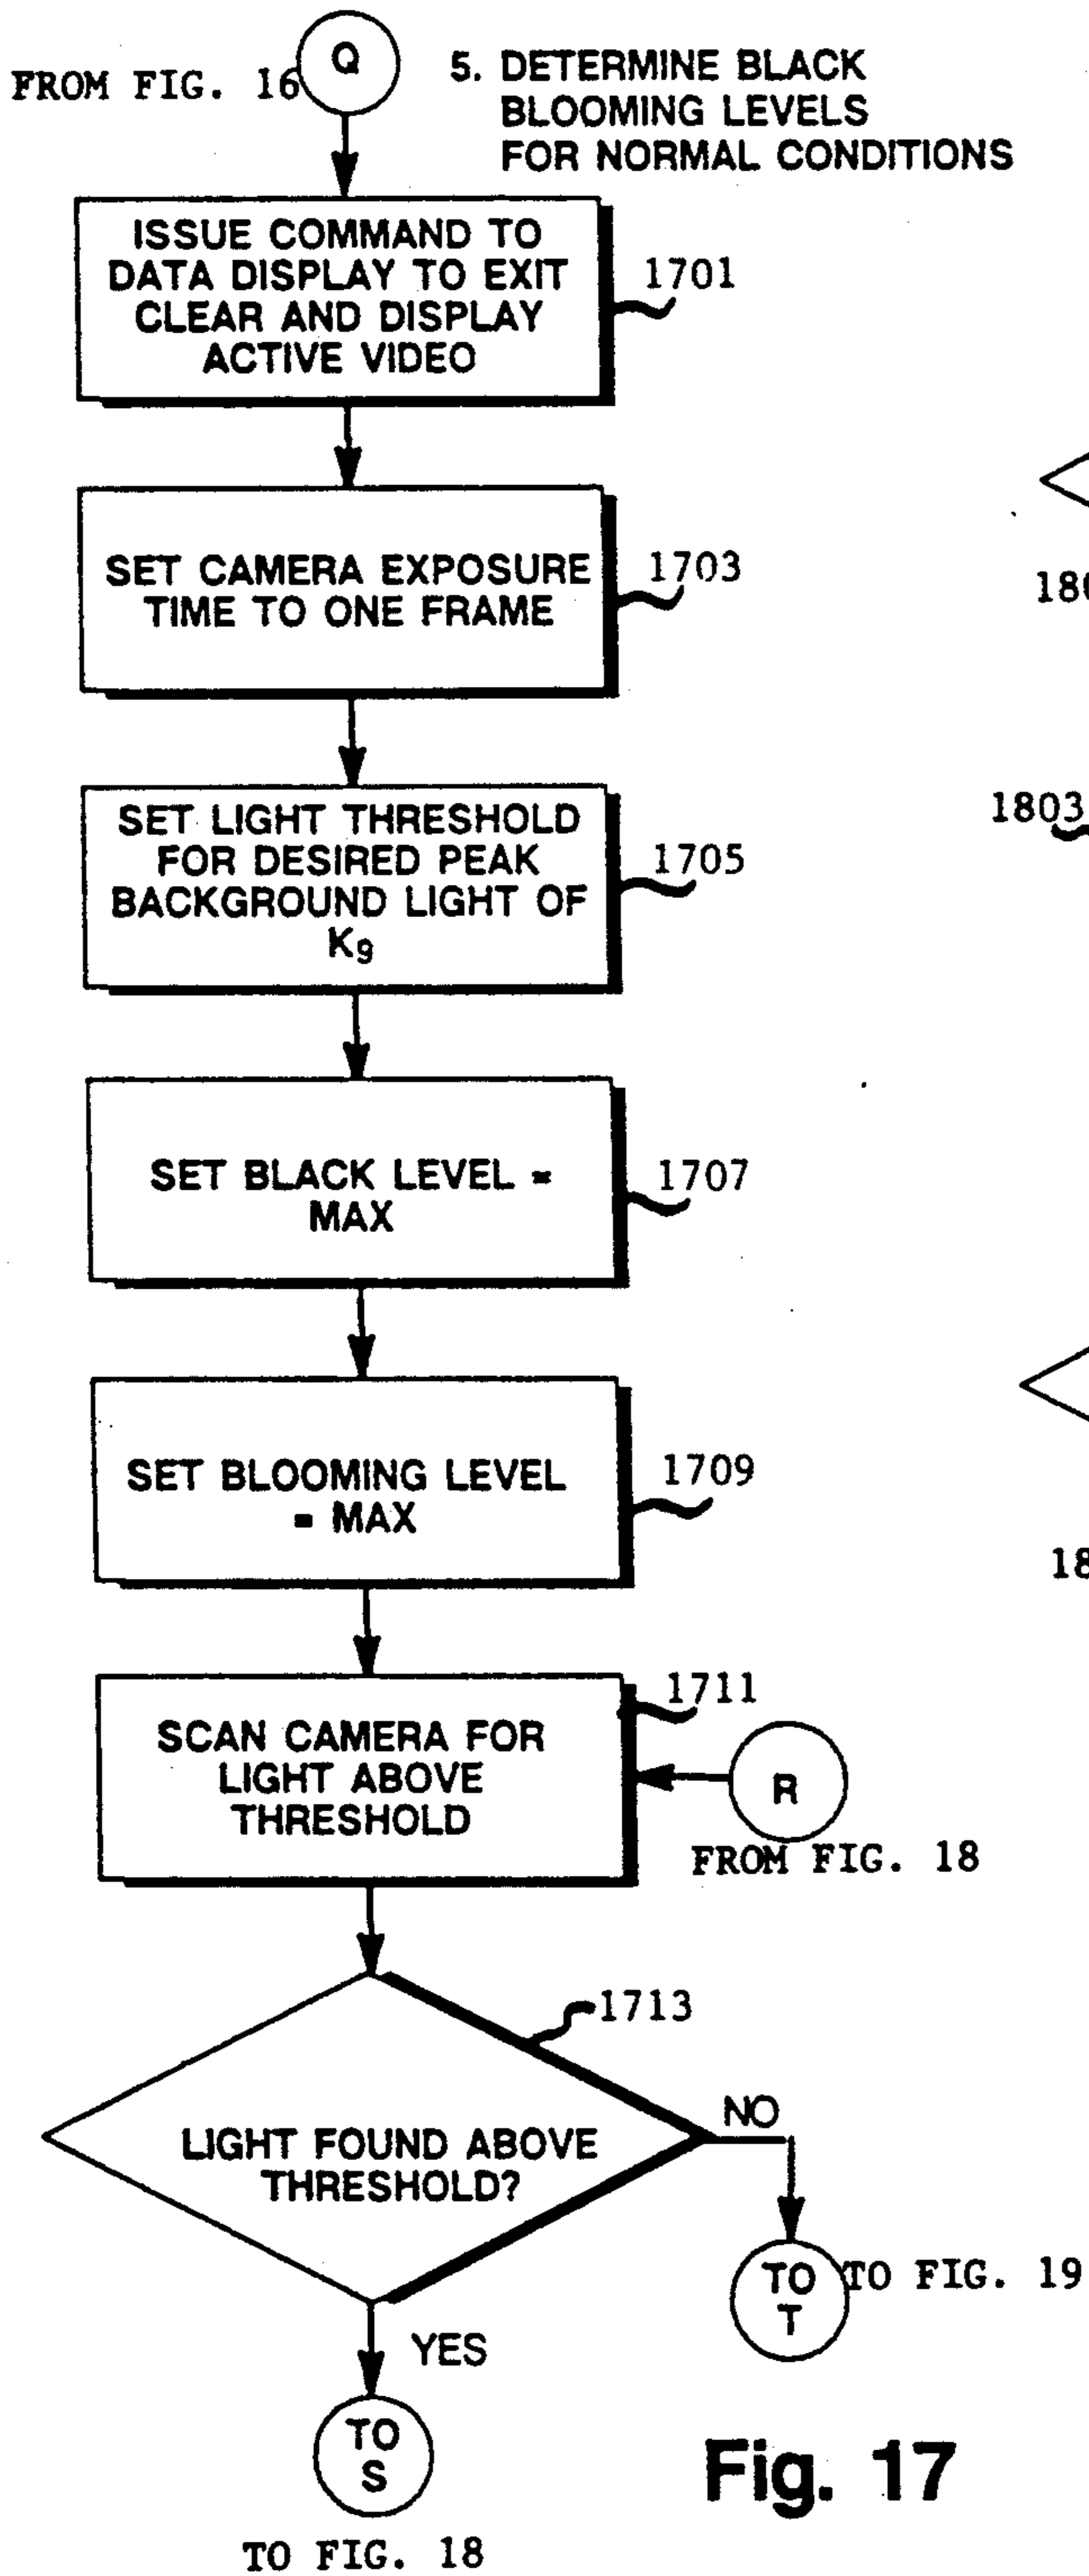 FROM FIG. 16
Q
5. DETERMINE BLACK
BLOOMING LEVELS
FOR NORMAL CONDITIONS
ISSUE COMMAND TO
DATA DISPLAY TO EXIT
CLEAR AND DISPLAY
ACTIVE VIDEO
1701
SET CAMERA EXPOSURE
TIME TO ONE FRAME
1703
SET LIGHT THRESHOLD
FOR DESIRED PEAK
BACKGROUND LIGHT OF
K9
1705
1803
SET BLACK LEVEL =
MAX
1707
SET BLOOMING LEVEL
= MAX
1709
SCAN CAMERA FOR
LIGHT ABOVE
THRESHOLD
1711
R
FROM FIG. 18
LIGHT FOUND ABOVE
THRESHOLD?
1713
NO
TO
T
TO FIG. 19
YES
TO
S
TO FIG. 18
Fig. 17